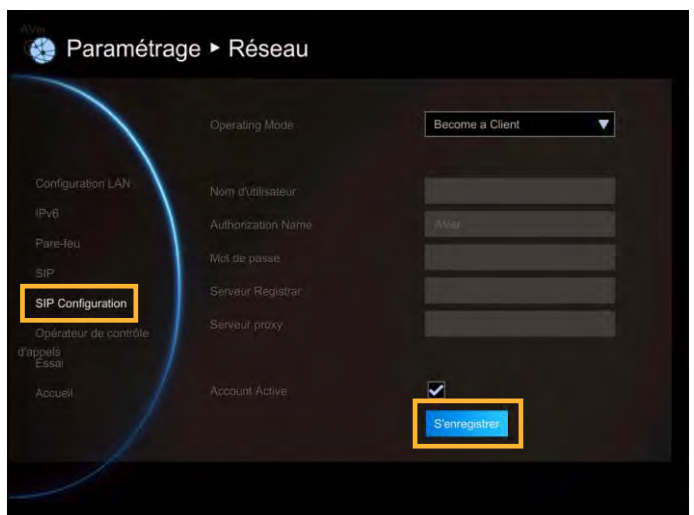 AVer
Paramétrage ▸ Réseau
Operating Mode
Become a Client
Configuration LAN
IPv6
Pare-feu
SIP
SIP Configuration
Opérateur de contrôle
d'appels
Essai
Accueil
Nom d'utilisateur
Authorization Name
AVer
Mot de passe
Serveur Registrar
Serveur proxy
Account Active
S'enregistrer